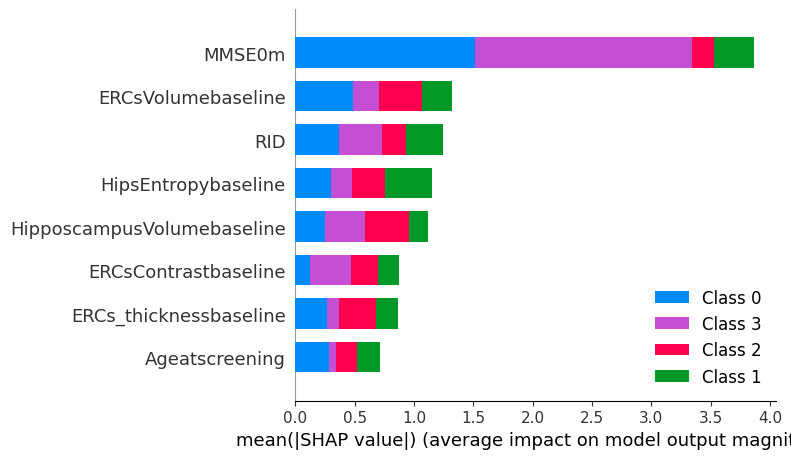 MMSE0m
ERCsVolumebaseline
RID
HipsEntropybaseline
HipposcampusVolumebaseline
ERCsContrastbaseline
ERCs_thicknessbaseline
Ageatscreening
Class 0
Class 3
Class 2
Class 1
0.0 0.5 1.0 1.5 2.0 2.5 3.0 3.5 4.0
mean(|SHAP value|) (average impact on model output magnit